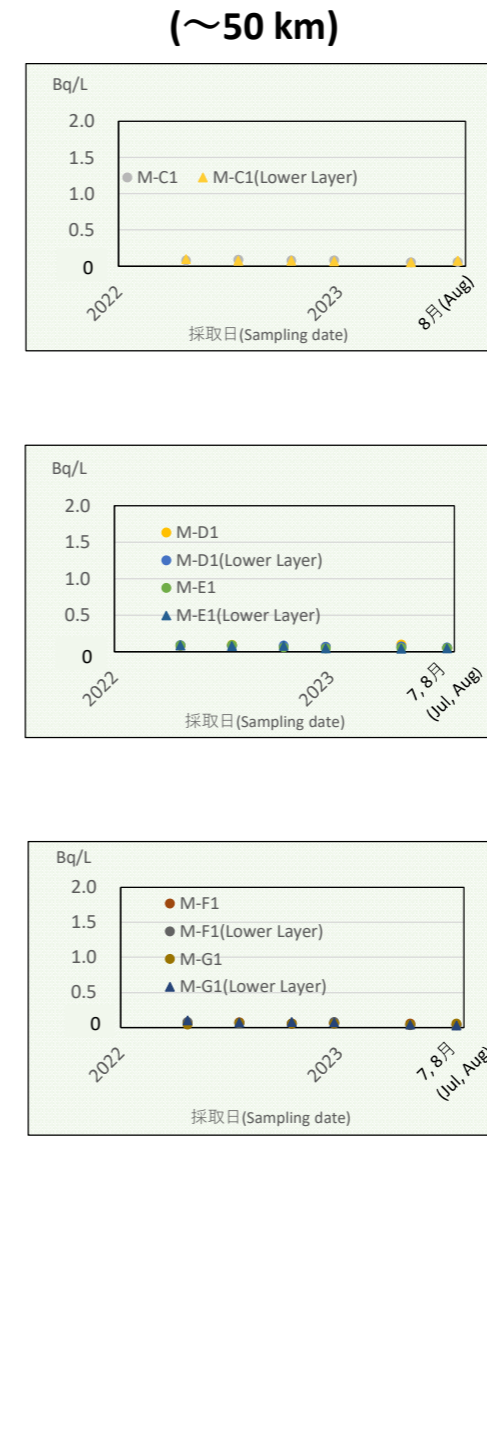 (～50 km)
Bq/L
2.0
1.5
M-C1 M-C1(Lower Layer)
1.0
0.5
0
2022 2023 8月(Aug)
採取日(Sampling date)
Bq/L
2.0
M-D1
1.5
M-D1(Lower Layer)
1.0
M-E1
0.5
M-E1(Lower Layer)
0
2022 2023 7, 8月
(Jul, Aug)
採取日(Sampling date)
Bq/L
2.0
M-F1
1.5
M-F1(Lower Layer)
1.0
M-G1
0.5
M-G1(Lower Layer)
0
2022 2023 7, 8月
(Jul, Aug)
採取日(Sampling date)